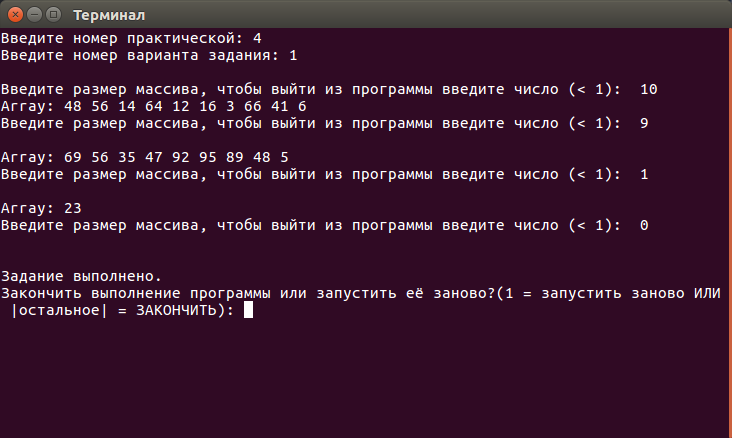 Терминал
Введите номер практической: 4
Введите номер варианта задания: 1
Введите размер массива, чтобы выйти из программы введите число (< 1):  10
Array: 48 56 14 64 12 16 3 66 41 6
Введите размер массива, чтобы выйти из программы введите число (< 1):  9
Array: 69 56 35 47 92 95 89 48 5
Введите размер массива, чтобы выйти из программы введите число (< 1):  1
Array: 23
Введите размер массива, чтобы выйти из программы введите число (< 1):  0
Задание выполнено.
Закончить выполнение программы или запустить её заново?(1 = запустить заново ИЛИ
|остальное| = ЗАКОНЧИТЬ):